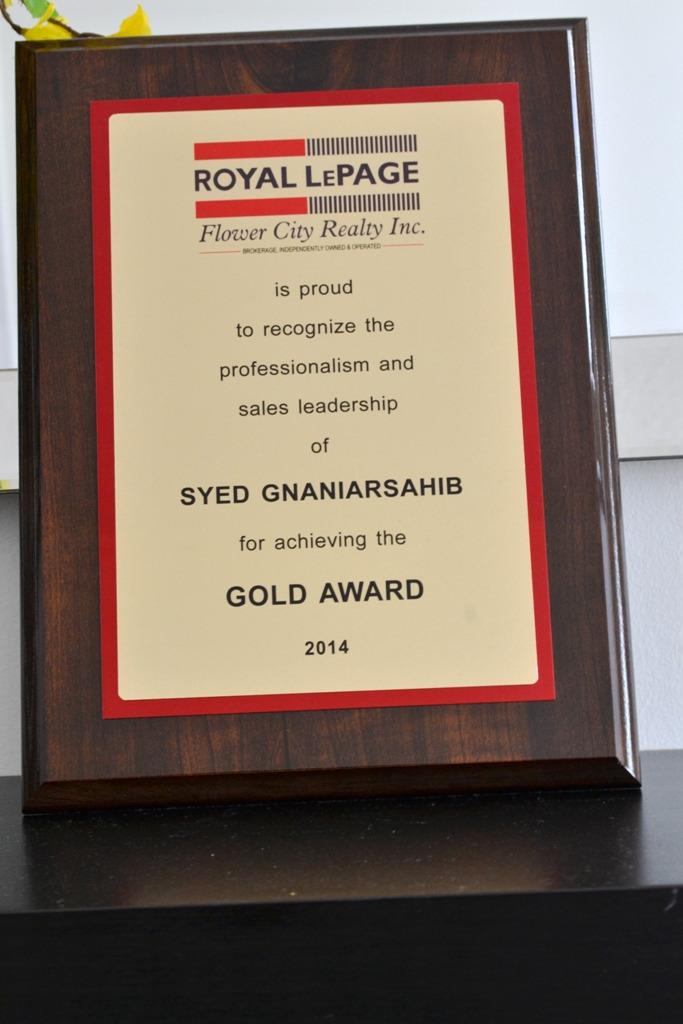 ROYAL LEPAGE
Flower City Realty Inc.
BROKERAGE, INDEPENDENTLY OWNED & OPERATED
is proud
to recognize the
professionalism and
sales leadership
of
SYED GNANIARSAHIB
for achieving the
GOLD AWARD
2014